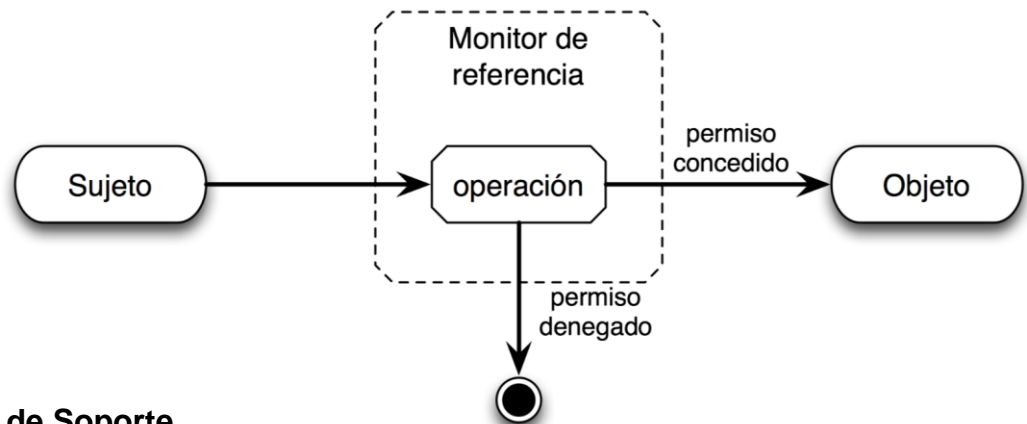 Monitor de
referencia
permiso
concedido
Sujeto
operación
Objeto
permiso
denegado
de Soporte